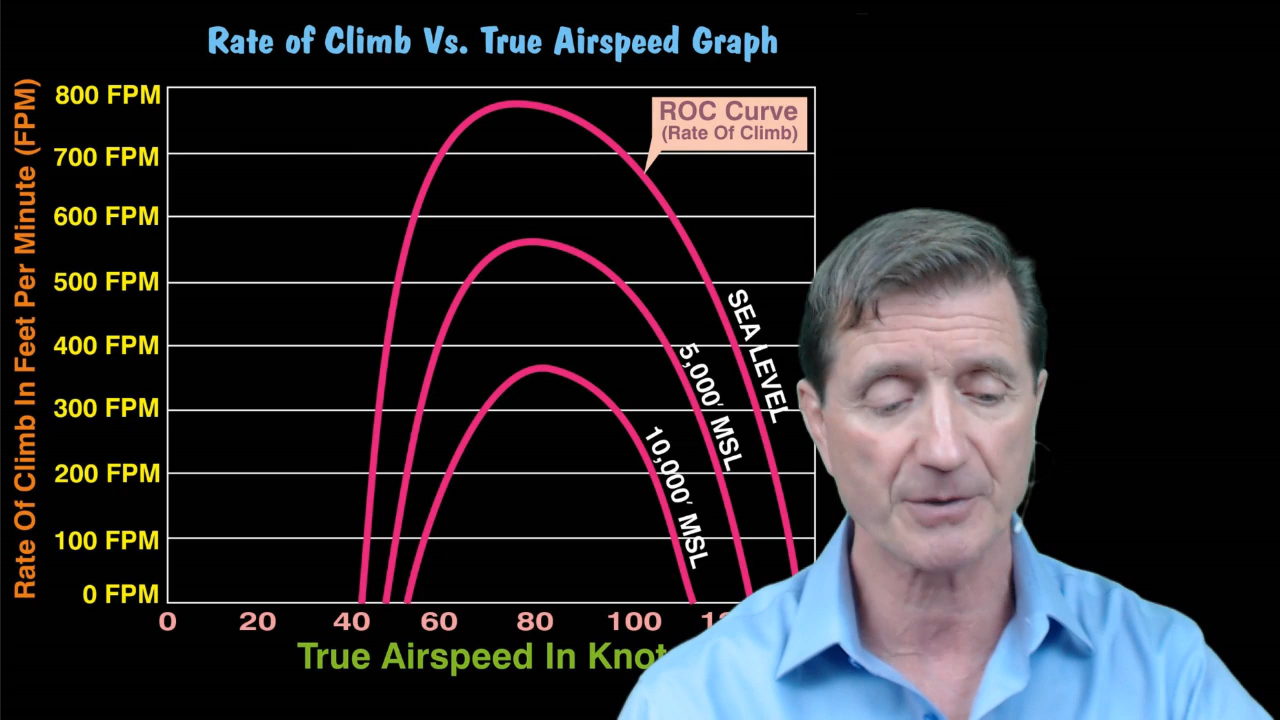 Rate of Climb Vs. True Airspeed Graph
Rate Of Climb In Feet Per Minute (FPM)
800 FPM
700 FPM
600 FPM
500 FPM
400 FPM
300 FPM
200 FPM
100 FPM
0 FPM
ROC Curve
(Rate Of Climb)
SEA LEVEL
5,000′ MSL
10,000′ MSL
0 20 40 60 80 100
True Airspeed In